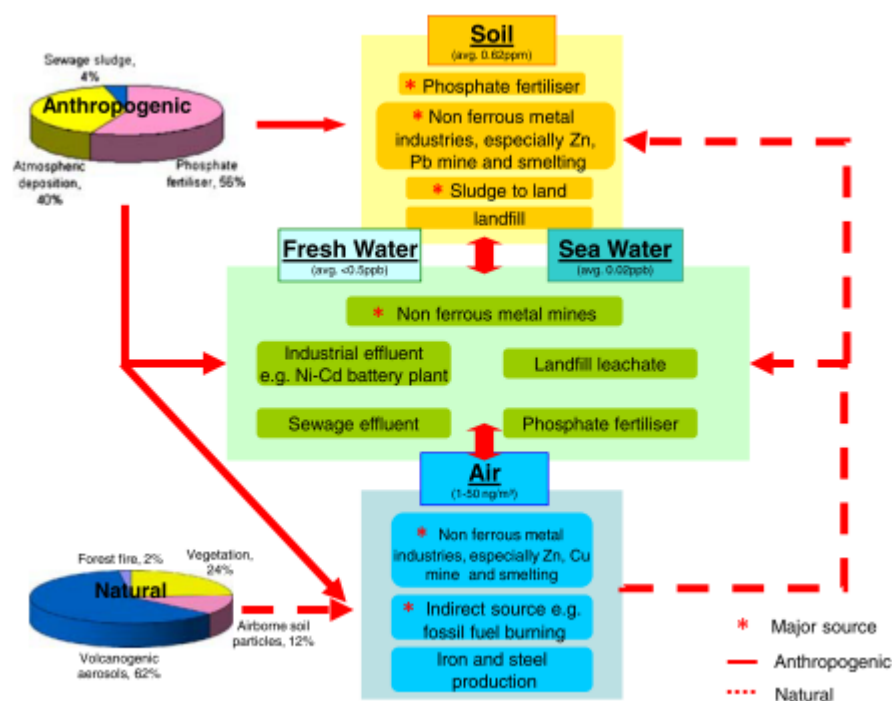 Sewage sludge,
4%
Anthropogenic
Atmospheric
deposition,
40%
Phosphate
fertiliser, 56%
Soil
(avg. 0.62ppm)
* Phosphate fertiliser
* Non ferrous metal
industries, especially Zn,
Pb mine and smelting
* Sludge to land
landfill
Fresh Water
(avg. <0.5ppb)
Sea Water
(avg. 0.02ppb)
* Non ferrous metal mines
Industrial effluent
e.g. Ni-Cd battery plant
Landfill leachate
Sewage effluent
Phosphate fertiliser
Air
(1-50 ng/m³)
* Non ferrous metal
industries, especially Zn, Cu
mine and smelting
* Indirect source e.g.
fossil fuel burning
Iron and steel
production
Forest fire, 2%
Vegetation,
24%
Natural
Airborne soil
particles, 12%
Volcanogenic
aerosols, 62%
* Major source
Anthropogenic
Natural